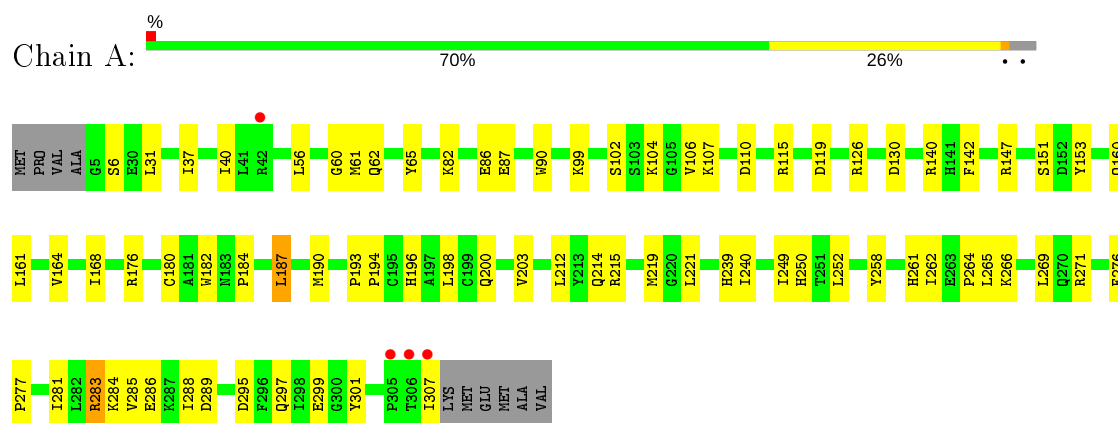 %
Chain A:
70% 26% • •
MET PRO VAL ALA G5 S6 E30 L31 I37 I40 L41 R42 L56 G60 M61 Q62 Y65 K82 E86 E87 W90 K99 S102 S103 K104 G105 V106 K107 D110 R115 D119 R126 D130 R140 H141 F142 R147 S151 D152 Y153 Q160
L161 V164 I168 R176 C180 A181 W182 N183 P184 L187 M190 P193 P194 C195 H196 A197 L198 C199 Q200 V203 L212 Y213 Q214 R215 M219 G220 L221 H239 I240 I249 H250 T251 L252 Y258 H261 I262 E263 P264 L265 K266 L269 Q270 R271
P277 I281 L282 R283 K284 V285 E286 K287 I288 D289 D295 F296 Q297 I298 E299 G300 Y301 P305 T306 I307 LYS MET GLU MET ALA VAL